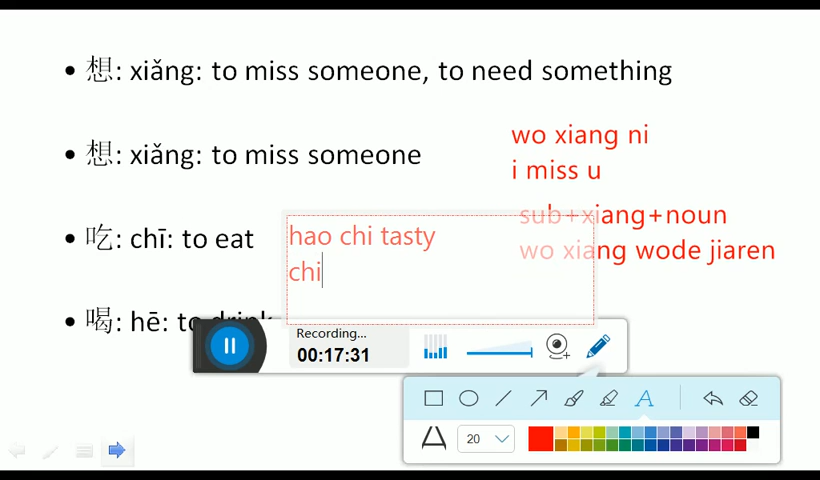 • 想: xiǎng: to miss someone, to need something
• 想: xiǎng: to miss someone
wo xiang ni
i miss u
sub+xiang+noun
wo xiang wode jiaren
• 吃: chī: to eat
hao chi tasty
chi
• 喝: hē: to drink
Recording...
00:17:31
A
20